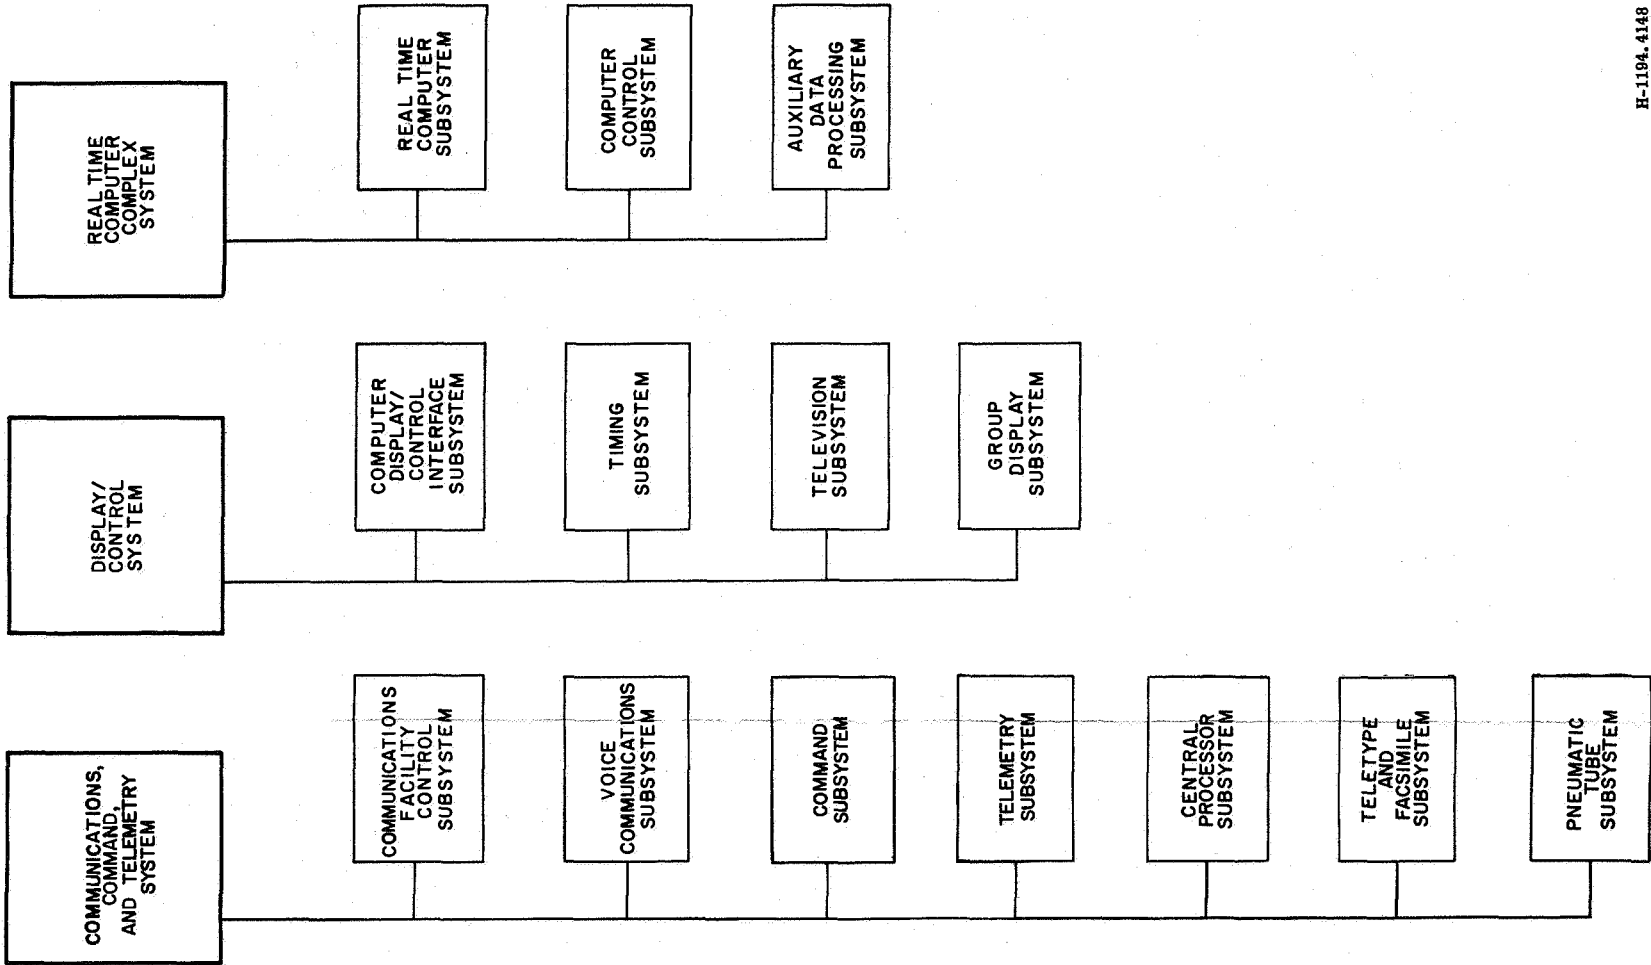 COMMUNICATIONS,
COMMAND,
AND TELEMETRY
SYSTEM
COMMUNICATIONS
FACILITY
CONTROL
SUBSYSTEM
VOICE
COMMUNICATIONS
SUBSYSTEM
COMMAND
SUBSYSTEM
TELEMETRY
SUBSYSTEM
CENTRAL
PROCESSOR
SUBSYSTEM
TELETYPE
AND
FACSIMILE
SUBSYSTEM
PNEUMATIC
TUBE
SUBSYSTEM
DISPLAY/
CONTROL
SYSTEM
COMPUTER
DISPLAY/
CONTROL
INTERFACE
SUBSYSTEM
TIMING
SUBSYSTEM
TELEVISION
SUBSYSTEM
GROUP
DISPLAY
SUBSYSTEM
REAL TIME
COMPUTER
COMPLEX
SYSTEM
REAL TIME
COMPUTER
SUBSYSTEM
COMPUTER
CONTROL
SUBSYSTEM
AUXILIARY
DATA
PROCESSING
SUBSYSTEM
H-1194.4148